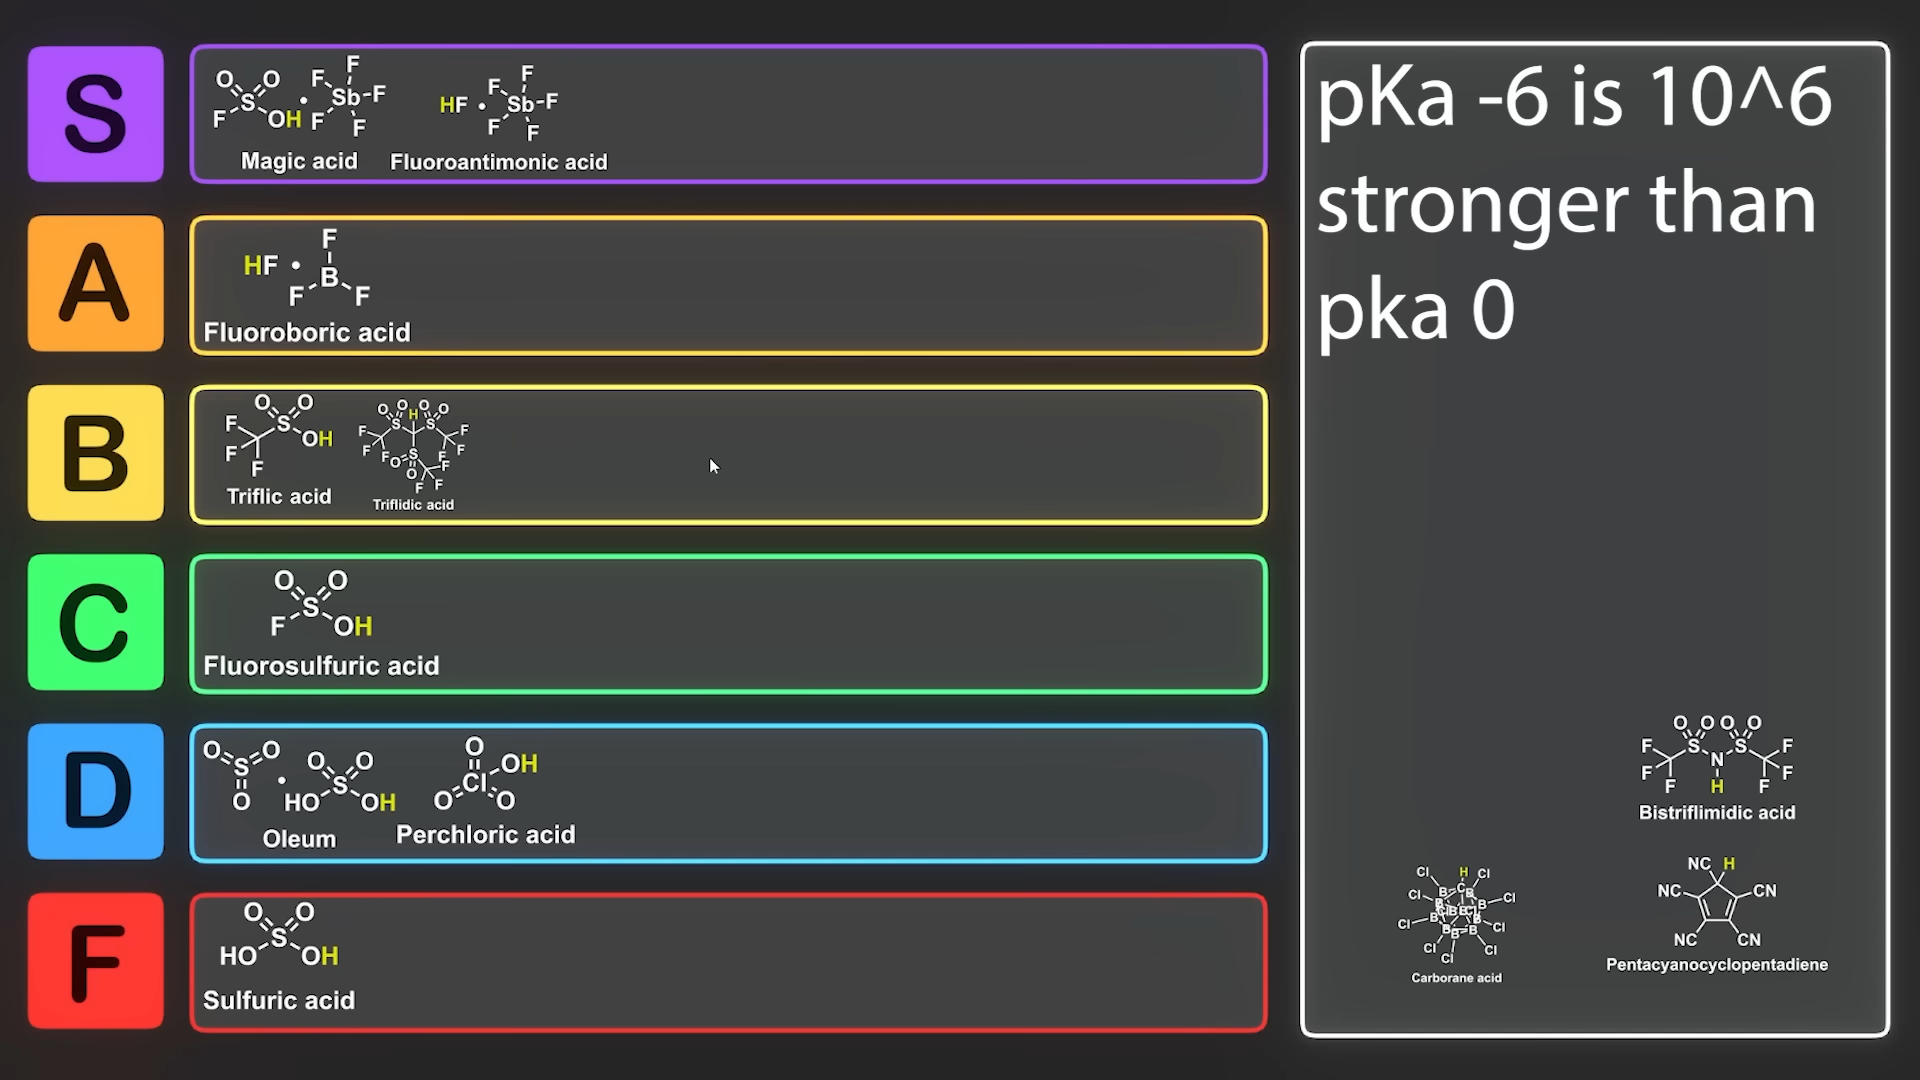 S
Magic acid
Fluoroantimonic acid
A
Fluoroboric acid
B
Triflic acid
Triflidic acid
C
Fluorosulfuric acid
D
Oleum
Perchloric acid
F
Sulfuric acid
pKa -6 is 10^6
stronger than
pka 0
Bistriflimidic acid
Carborane acid
Pentacyanocyclopentadiene